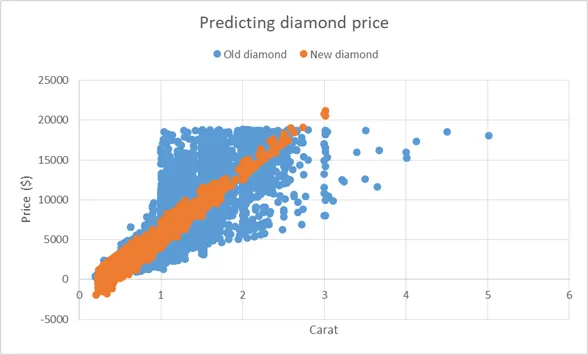 Predicting diamond price
Old diamond New diamond
25000
20000
15000
10000
5000
0
-5000
0 1 2 3 4 5 6
Price ($)
Carat